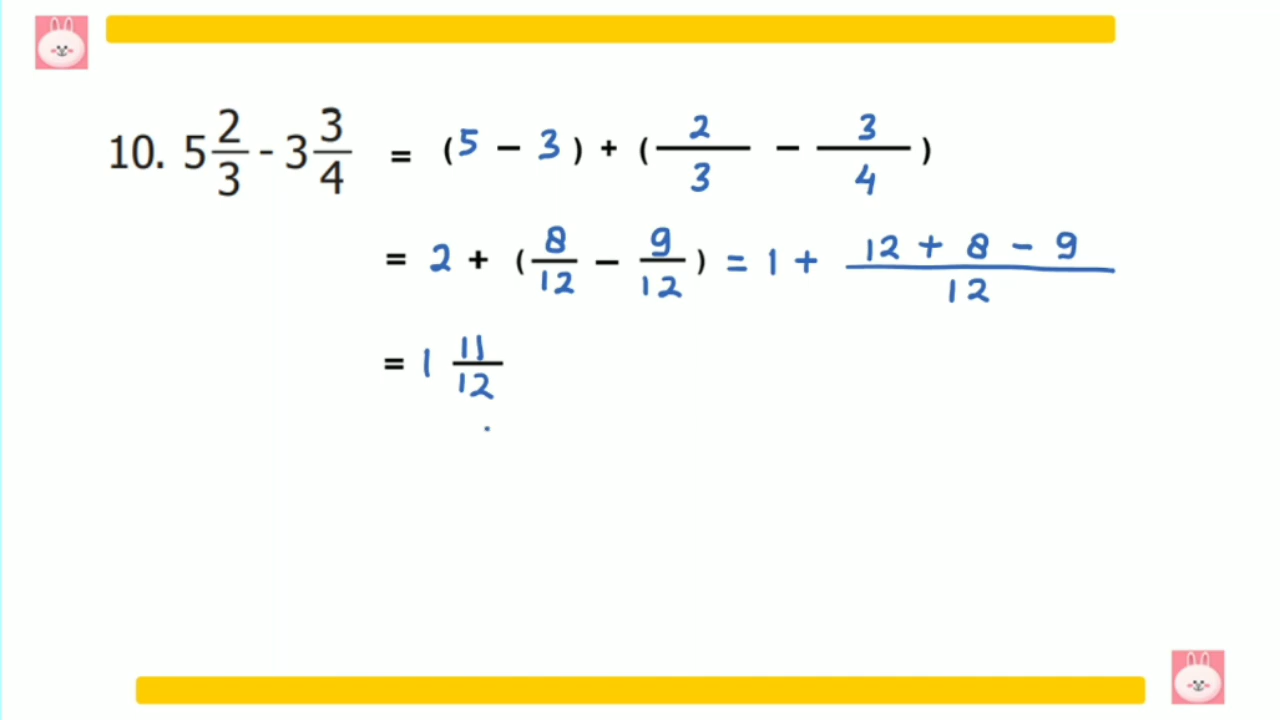 10. 5 2/3 - 3 3/4 = (5 - 3) + (2/3 - 3/4)
= 2 + (8/12 - 9/12) = 1 + (12 + 8 - 9)/12
= 1 11/12